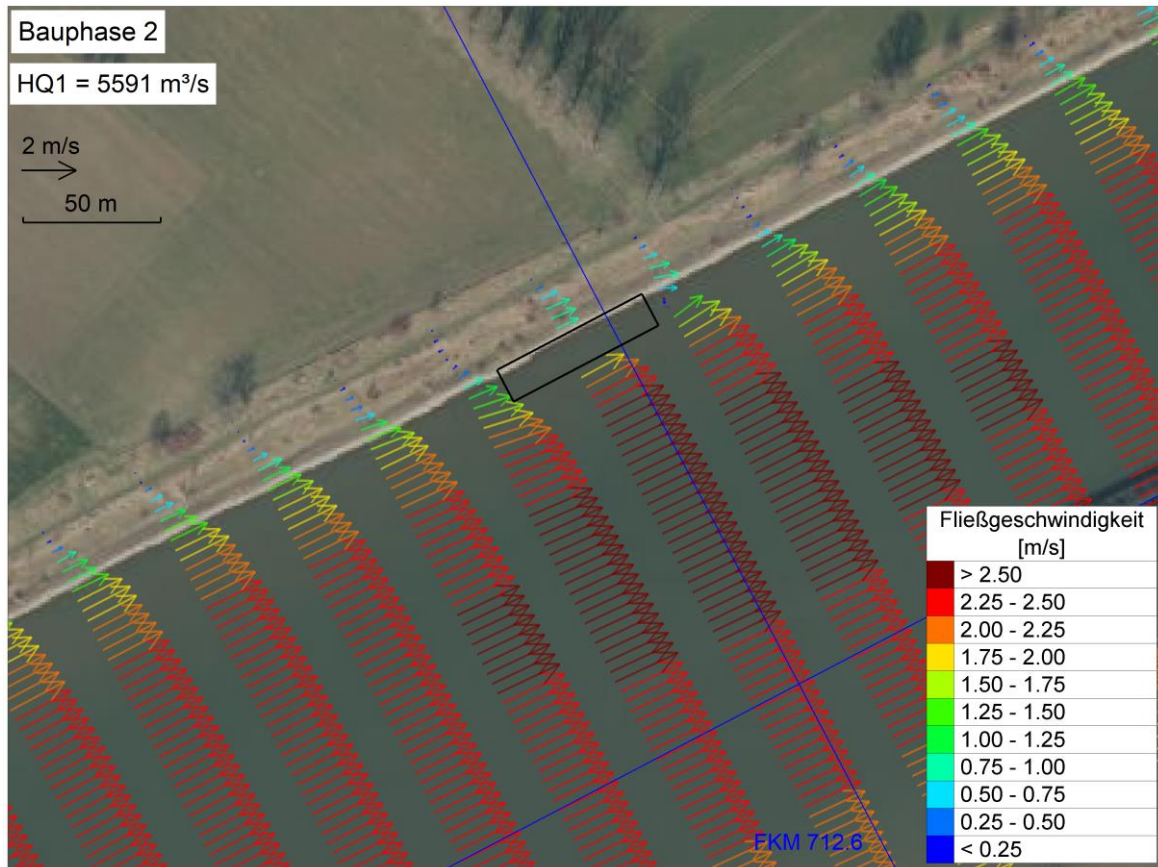 Bauphase 2
HQ1 = 5591 m³/s
2 m/s
50 m
Fließgeschwindigkeit
[m/s]
> 2.50
2.25 - 2.50
2.00 - 2.25
1.75 - 2.00
1.50 - 1.75
1.25 - 1.50
1.00 - 1.25
0.75 - 1.00
0.50 - 0.75
0.25 - 0.50
< 0.25
FKM 712.6